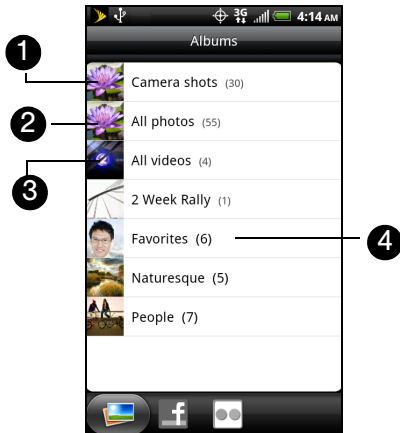 3G 4:14 AM
Albums
1
Camera shots (30)
2
All photos (55)
3
All videos (4)
2 Week Rally (1)
Favorites (6)
4
Naturesque (5)
People (7)
f